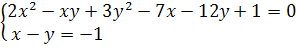 2x² − xy + 3y² − 7x − 12y + 1 = 0
x − y = −1